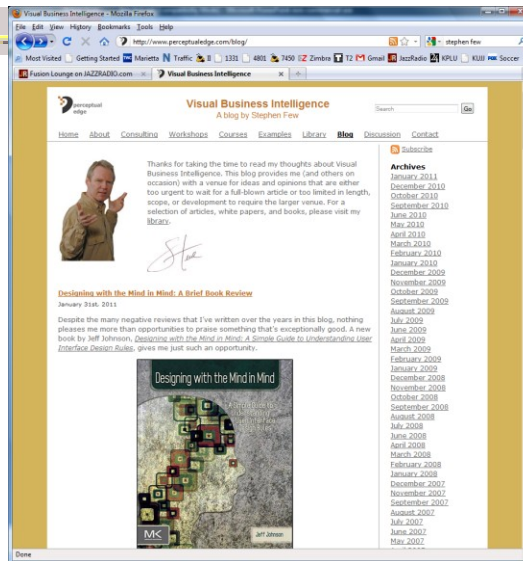 Visual Business Intelligence - Mozilla Firefox
File Edit View History Bookmarks Tools Help
http://www.perceptualedge.com/blog/
stephen few
Most Visited Getting Started Marietta Traffic 1331 4801 7450 Zimbra T2 Gmail JazzRadio KPLU KUJI Soccer
Fusion Lounge on JAZZRADIO.com Visual Business Intelligence
perceptual
edge
Visual Business Intelligence
A blog by Stephen Few
Search Go
Home About Consulting Workshops Courses Examples Library Blog Discussion Contact
Thanks for taking the time to read my thoughts about Visual
Business Intelligence. This blog provides me (and others on
occasion) with a venue for ideas and opinions that are either
too urgent to wait for a full-blown article or too limited in length,
scope, or development to require the larger venue. For a
selection of articles, white papers, and books, please visit my
library.
Designing with the Mind in Mind: A Brief Book Review
January 31st, 2011
Despite the many negative reviews that I've written over the years in this blog, nothing
pleases me more than opportunities to praise something that's exceptionally good. A new
book by Jeff Johnson, Designing with the Mind in Mind: A Simple Guide to Understanding User
Interface Design Rules, gives me just such an opportunity.
Designing with the Mind in Mind
A Simple Guide to
Understanding User
Interface Design
Rules
MK
Jeff Johnson
Subscribe
Archives
January 2011
December 2010
October 2010
September 2010
June 2010
May 2010
April 2010
March 2010
February 2010
January 2010
December 2009
November 2009
October 2009
September 2009
August 2009
July 2009
June 2009
April 2009
March 2009
February 2009
January 2009
December 2008
November 2008
October 2008
September 2008
August 2008
July 2008
June 2008
April 2008
March 2008
February 2008
January 2008
December 2007
November 2007
September 2007
August 2007
July 2007
June 2007
May 2007
Done